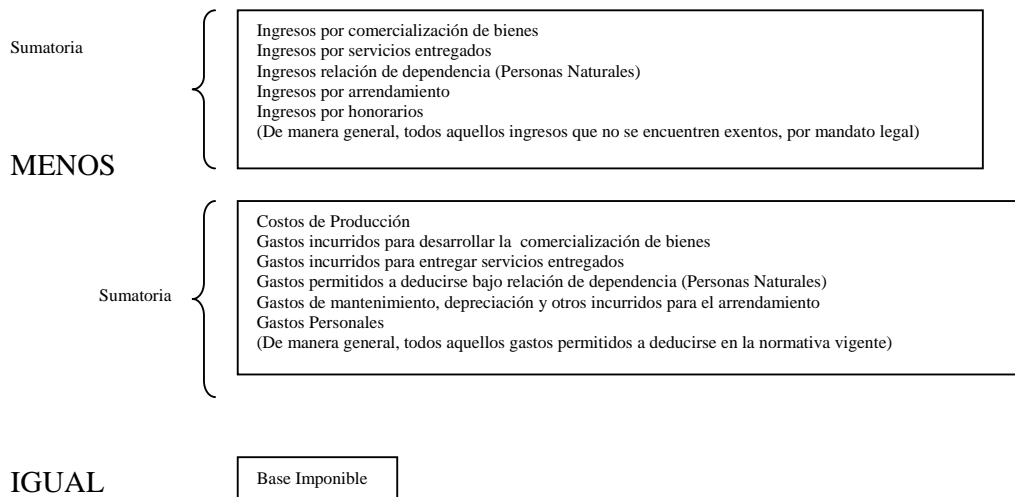 Sumatoria
Ingresos por comercialización de bienes
Ingresos por servicios entregados
Ingresos relación de dependencia (Personas Naturales)
Ingresos por arrendamiento
Ingresos por honorarios
(De manera general, todos aquellos ingresos que no se encuentren exentos, por mandato legal)
MENOS
Sumatoria
Costos de Producción
Gastos incurridos para desarrollar la comercialización de bienes
Gastos incurridos para entregar servicios entregados
Gastos permitidos a deducirse bajo relación de dependencia (Personas Naturales)
Gastos de mantenimiento, depreciación y otros incurridos para el arrendamiento
Gastos Personales
(De manera general, todos aquellos gastos permitidos a deducirse en la normativa vigente)
IGUAL
Base Imponible